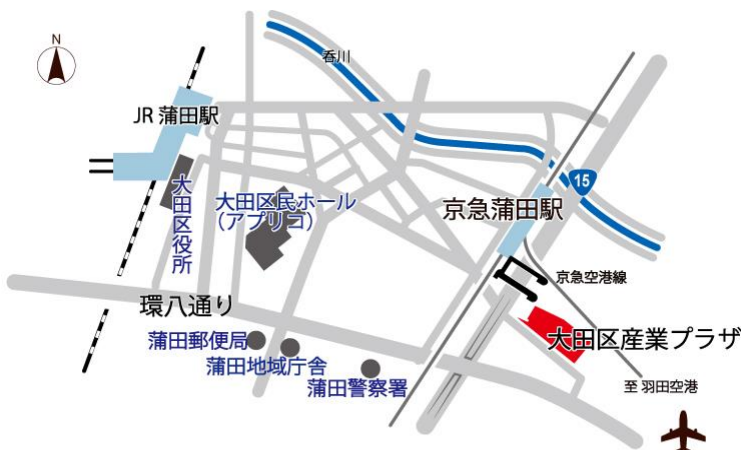 N
呑川
JR 蒲田駅
15
大田区役所
大田区民ホール
(アプリコ)
京急蒲田駅
京急空港線
環八通り
大田区産業プラザ
蒲田郵便局
蒲田地域庁舎
蒲田警察署
至 羽田空港